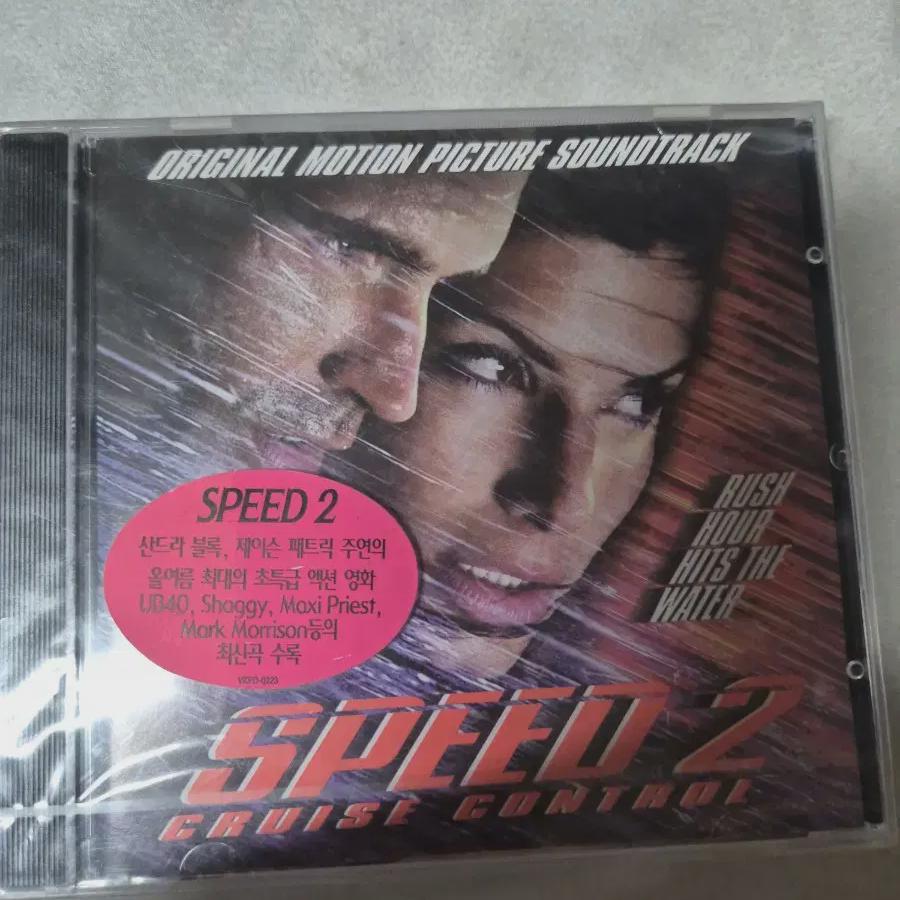 ORIGINAL MOTION PICTURE SOUNDTRACK
RUSH
HOUR
HITS THE
WATER
SPEED 2
산드라 블록, 제이슨 패트릭 주연의
올여름 최대의 초특급 액션 영화
UB40, Shaggy, Maxi Priest,
Mark Morrison등의
최신곡 수록
SPEED 2
CRUISE CONTROL